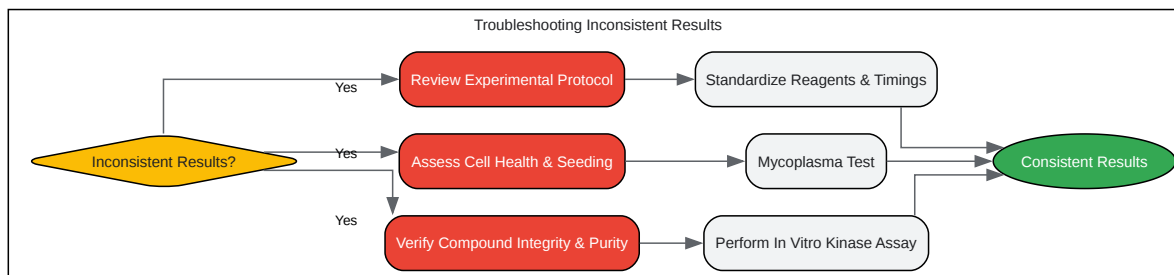 Troubleshooting Inconsistent Results
Review Experimental Protocol
Standardize Reagents & Timings
Yes
Inconsistent Results?
Yes
Assess Cell Health & Seeding
Mycoplasma Test
Consistent Results
Yes
Verify Compound Integrity & Purity
Perform In Vitro Kinase Assay